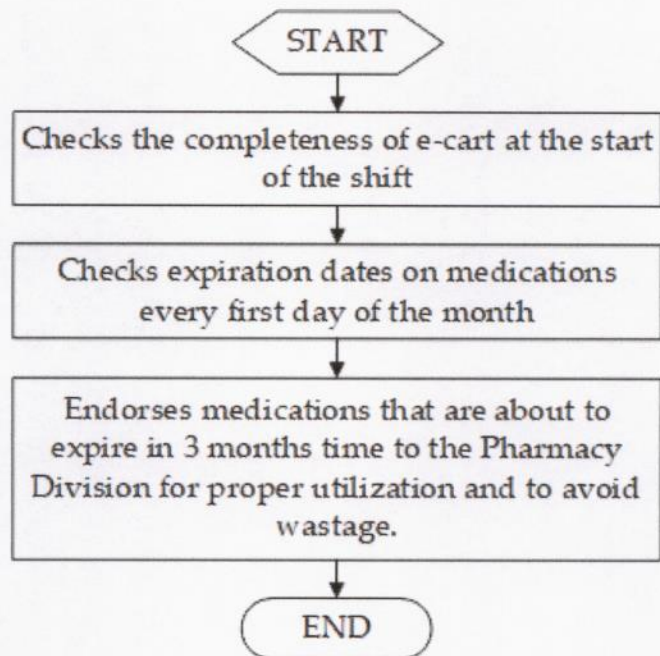 START
Checks the completeness of e-cart at the start
of the shift
Checks expiration dates on medications
every first day of the month
Endorses medications that are about to
expire in 3 months time to the Pharmacy
Division for proper utilization and to avoid
wastage.
END